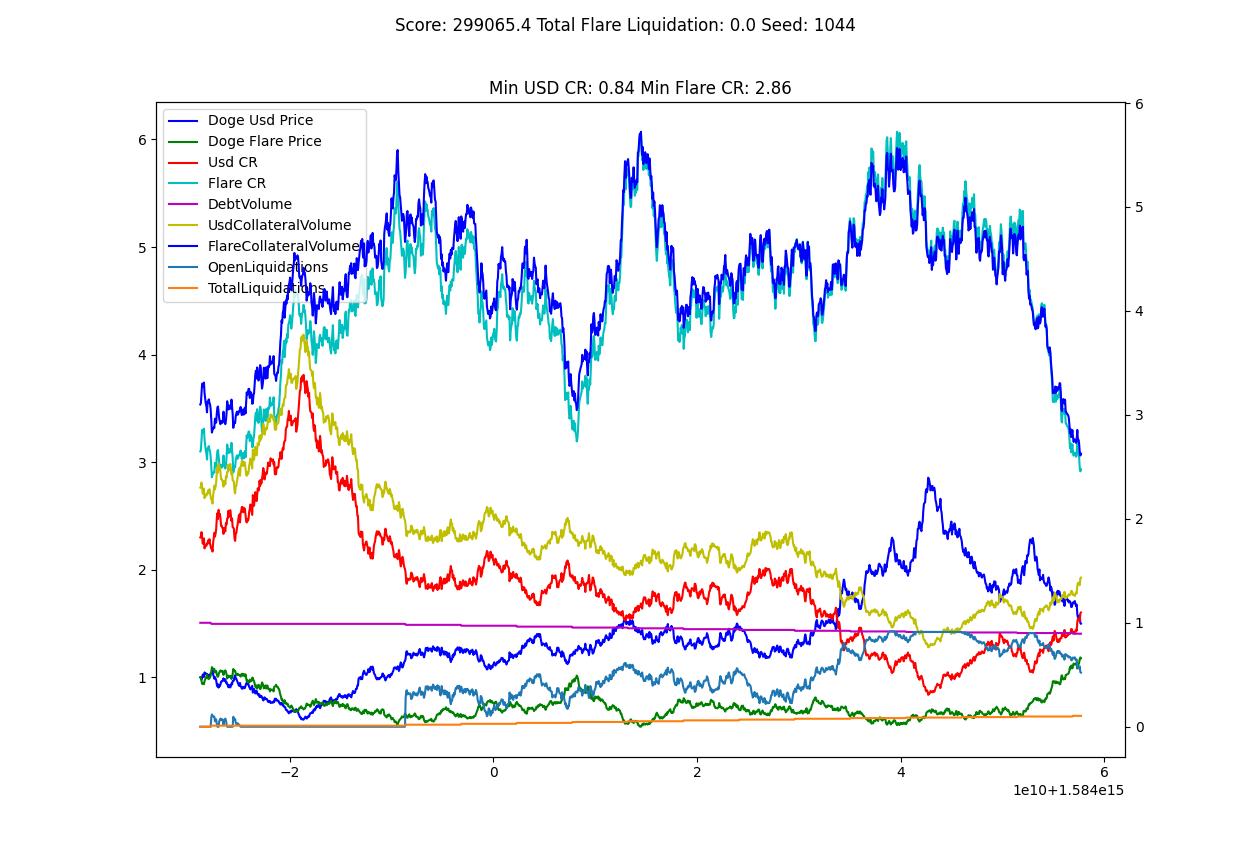 Score: 299065.4 Total Flare Liquidation: 0.0 Seed: 1044
Min USD CR: 0.84 Min Flare CR: 2.86
Doge Usd Price
Doge Flare Price
Usd CR
Flare CR
DebtVolume
UsdCollateralVolume
FlareCollateralVolume
OpenLiquidations
TotalLiquidations
6
5
4
3
2
1
6
5
4
3
2
1
0
−2
0
2
4
6
1e10+1.584e15